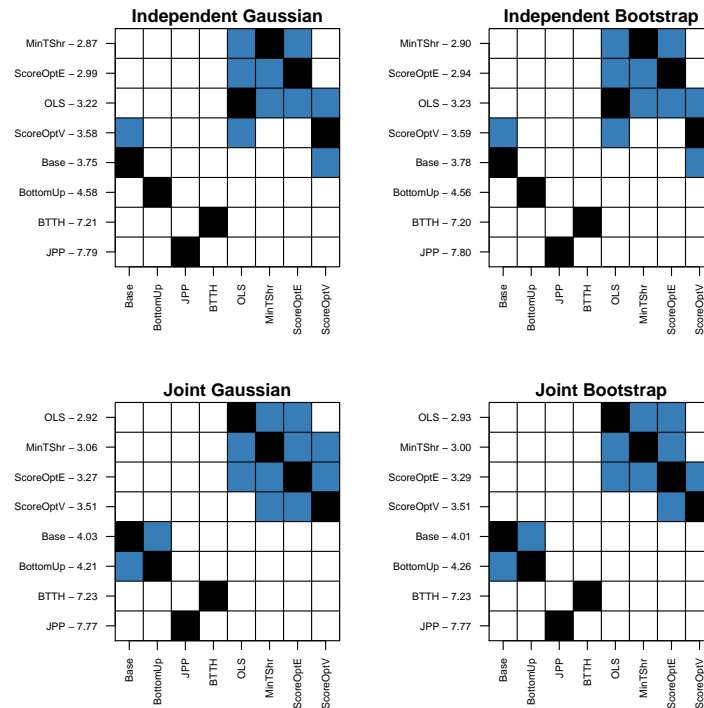 Independent Gaussian
MinTShr − 2.87
ScoreOptE − 2.99
OLS − 3.22
ScoreOptV − 3.58
Base − 3.75
BottomUp − 4.58
BTTH − 7.21
JPP − 7.79
Base
BottomUp
JPP
BTTH
OLS
MinTShr
ScoreOptE
ScoreOptV
Independent Bootstrap
MinTShr − 2.90
ScoreOptE − 2.94
OLS − 3.23
ScoreOptV − 3.59
Base − 3.78
BottomUp − 4.56
BTTH − 7.20
JPP − 7.80
Base
BottomUp
JPP
BTTH
OLS
MinTShr
ScoreOptE
ScoreOptV
Joint Gaussian
OLS − 2.92
MinTShr − 3.06
ScoreOptE − 3.27
ScoreOptV − 3.51
Base − 4.03
BottomUp − 4.21
BTTH − 7.23
JPP − 7.77
Base
BottomUp
JPP
BTTH
OLS
MinTShr
ScoreOptE
ScoreOptV
Joint Bootstrap
OLS − 2.93
MinTShr − 3.00
ScoreOptE − 3.29
ScoreOptV − 3.51
Base − 4.01
BottomUp − 4.26
BTTH − 7.23
JPP − 7.77
Base
BottomUp
JPP
BTTH
OLS
MinTShr
ScoreOptE
ScoreOptV